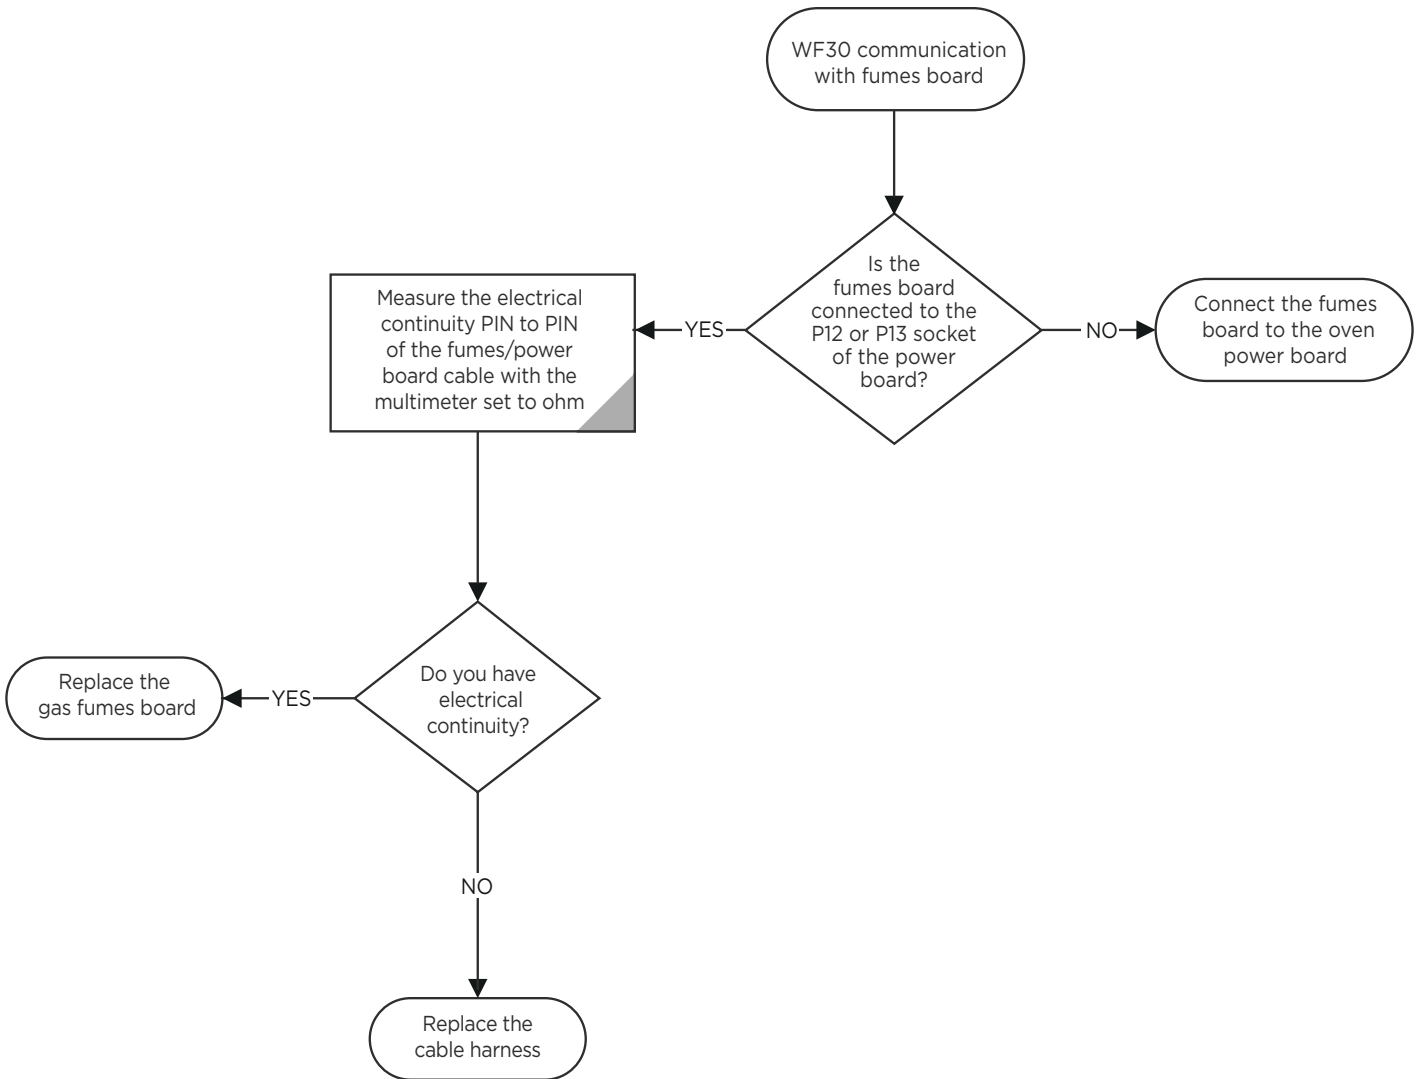 WF30 communication
with fumes board
Is the
fumes board
connected to the
P12 or P13 socket
of the power
board?
YES
NO
Measure the electrical
continuity PIN to PIN
of the fumes/power
board cable with the
multimeter set to ohm
Connect the fumes
board to the oven
power board
Do you have
electrical
continuity?
YES
Replace the
gas fumes board
NO
Replace the
cable harness